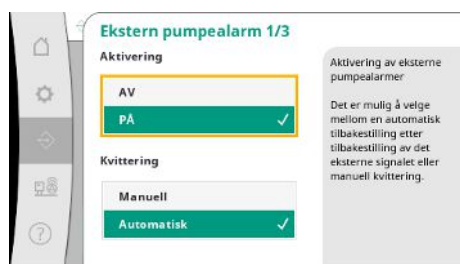 Ekstern pumpealarm 1/3
Aktivering
AV
PÅ
Kvittering
Manuell
Automatisk
Aktivering av eksterne
pumpealarmer
Det er mulig å velge
mellom en automatisk
tilbakestilling etter
tilbakestilling av det
eksterne signalet eller
manuell kvittering.